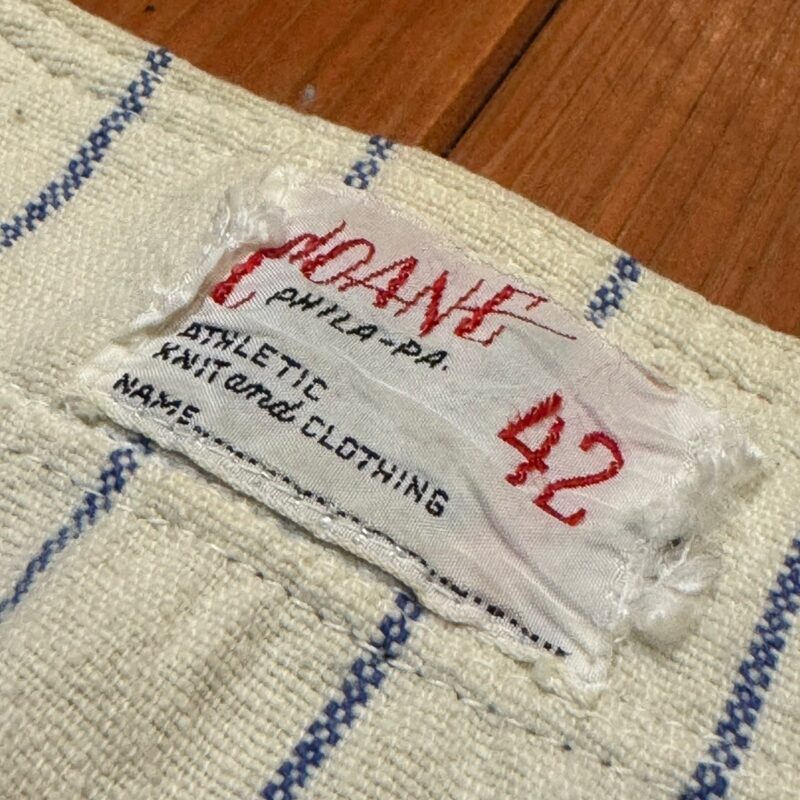 DOANE
PHILA-PA.
ATHLETIC
KNIT and CLOTHING
42
NAME